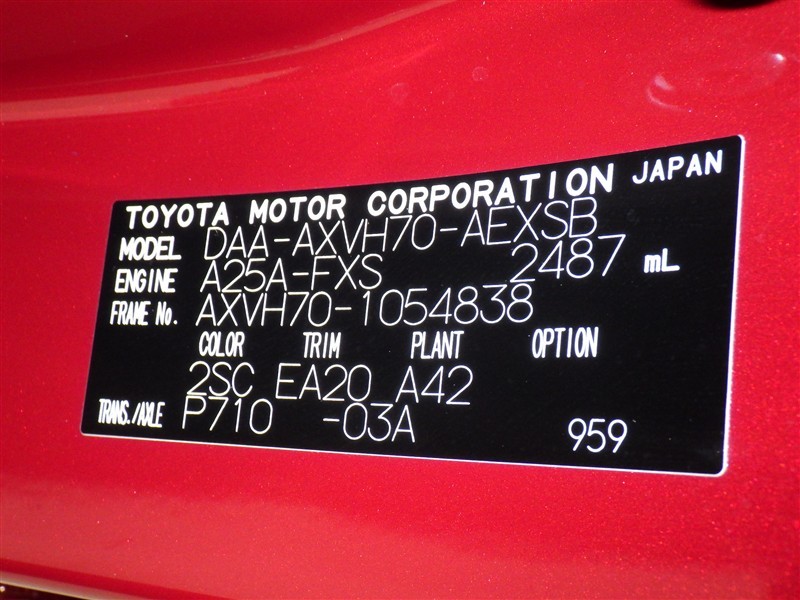 TOYOTA MOTOR CORPORATION JAPAN
MODEL DAA-AXVH70-AEXSB
ENGINE A25A-FXS 2487 mL
FRAME No. AXVH70-1054838
COLOR TRIM PLANT OPTION
2SC EA20 A42
TRANS./AXLE P710 -03A 959